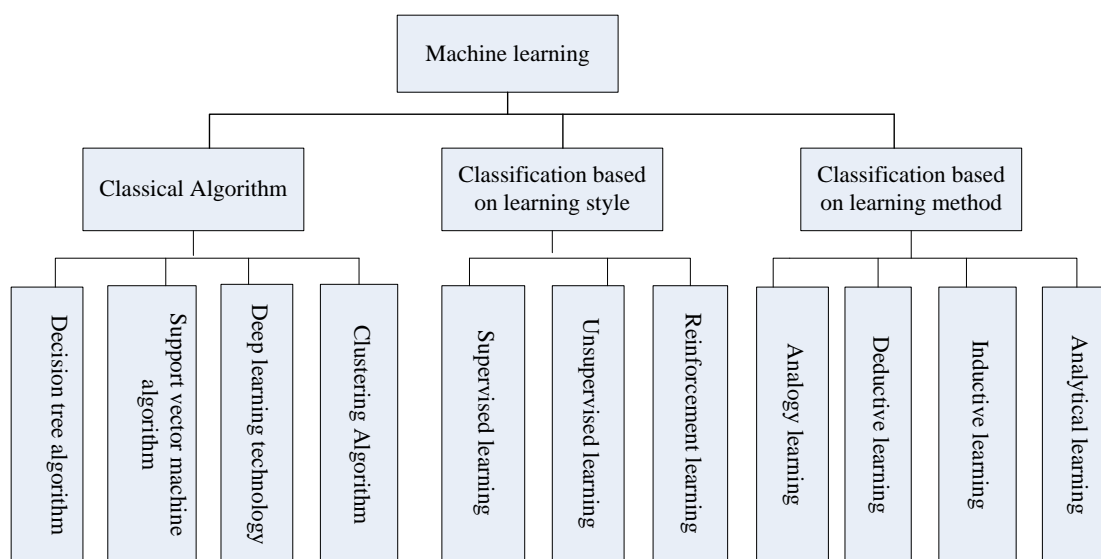 Machine learning
Classical Algorithm
Classification based
on learning style
Classification based
on learning method
Decision tree algorithm
Support vector machine
algorithm
Deep learning technology
Clustering Algorithm
Supervised learning
Unsupervised learning
Reinforcement learning
Analogy learning
Deductive learning
Inductive learning
Analytical learning